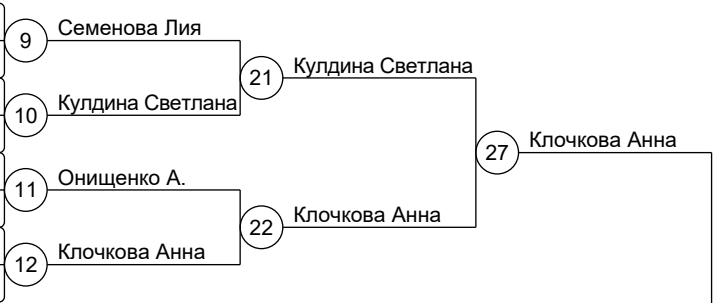 9 Семенова Лия
21 Кулдина Светлана
10 Кулдина Светлана
27 Клочкова Анна
11 Онищенко А.
22 Клочкова Анна
12 Клочкова Анна